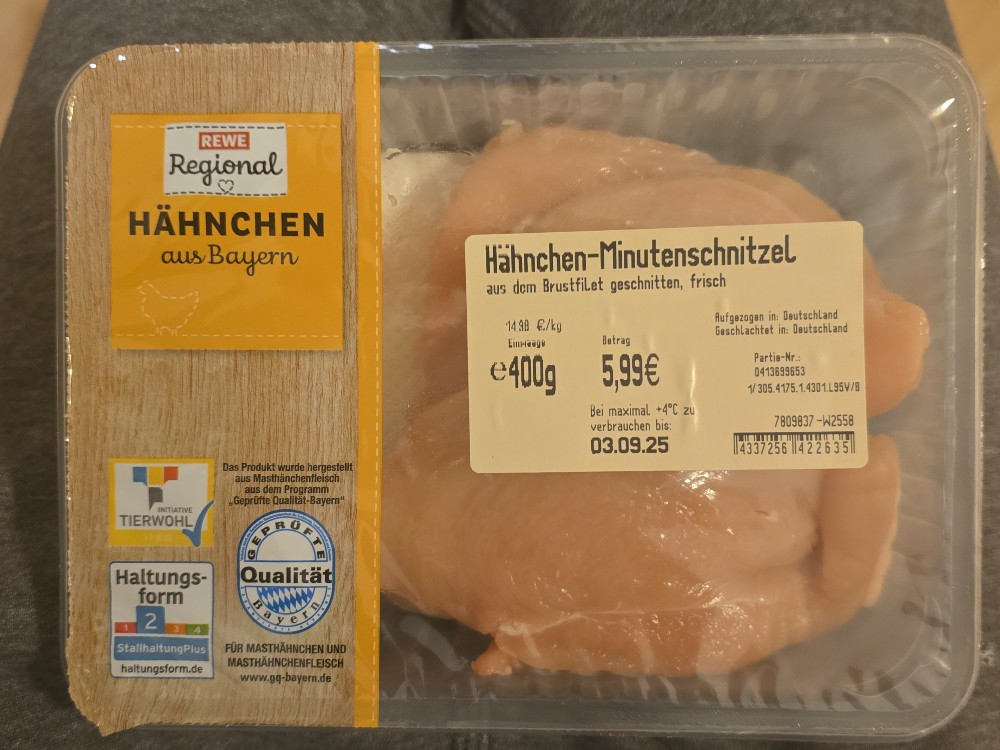 REWE
Regional
HÄHNCHEN
aus Bayern
INITIATIVE
TIERWOHL
Das Produkt wurde hergestellt
aus Masthänchenfleisch
aus dem Programm
„Geprüfte Qualität-Bayern“
GEPRÜFTE
Qualität
Bayern
Haltungs-
form
1 2 3 4
StallhaltungPlus
haltungsform.de
FÜR MASTHÄHNCHEN UND
MASTHÄHNCHENFLEISCH
www.gq-bayern.de
Hähnchen-Minutenschnitzel
aus dem Brustfilet geschnitten, frisch
14.98 €/kg
Einwaage
Betrag
e400g
5,99€
Bei maximal +4°C zu
verbrauchen bis:
03.09.25
Aufgezogen in: Deutschland
Geschlachtet in: Deutschland
Partie-Nr.:
0413699653
1/305.4175.1.4301.L95V/B
7809837-W2558
4337256 422635